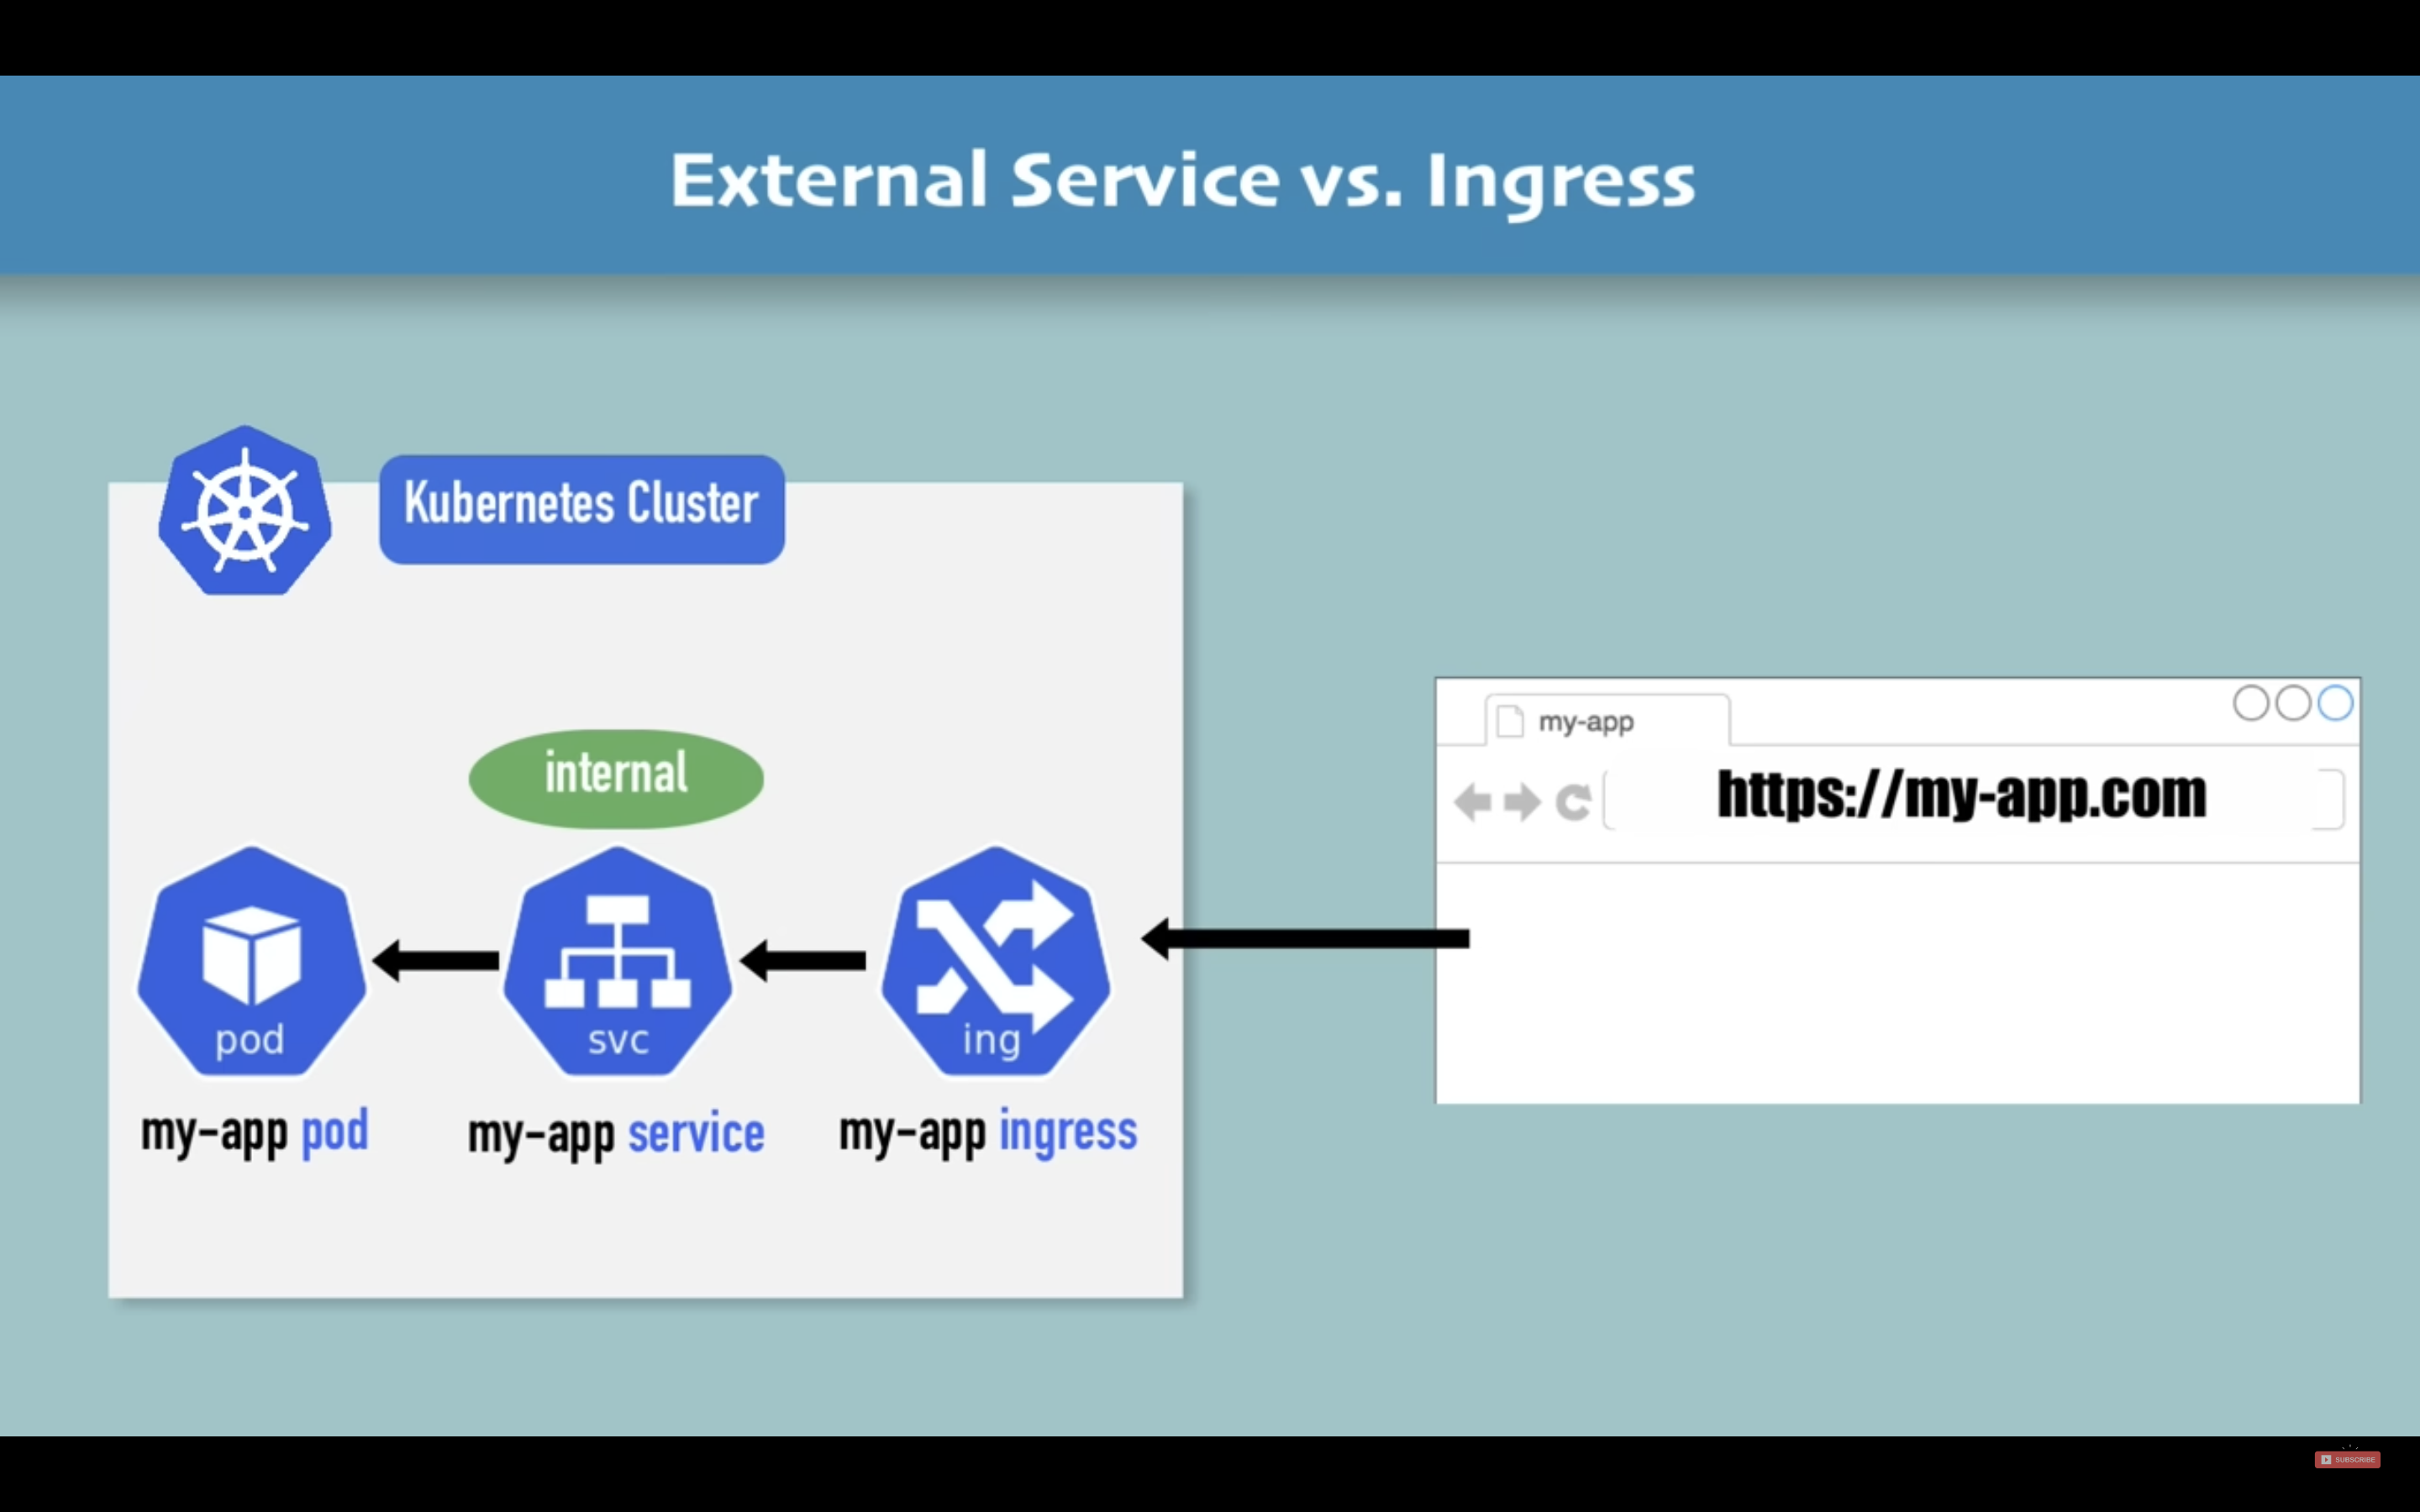 External Service vs. Ingress
Kubernetes Cluster
internal
my-app
https://my-app.com
pod
svc
ing
my-app pod
my-app service
my-app ingress
SUBSCRIBE